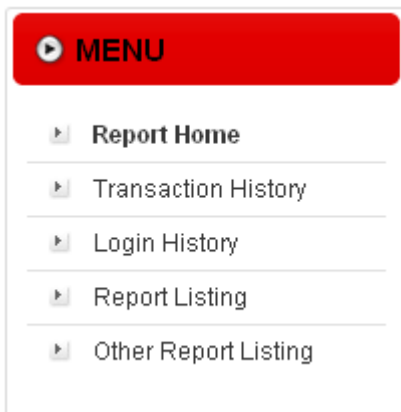 MENU
Report Home
Transaction History
Login History
Report Listing
Other Report Listing